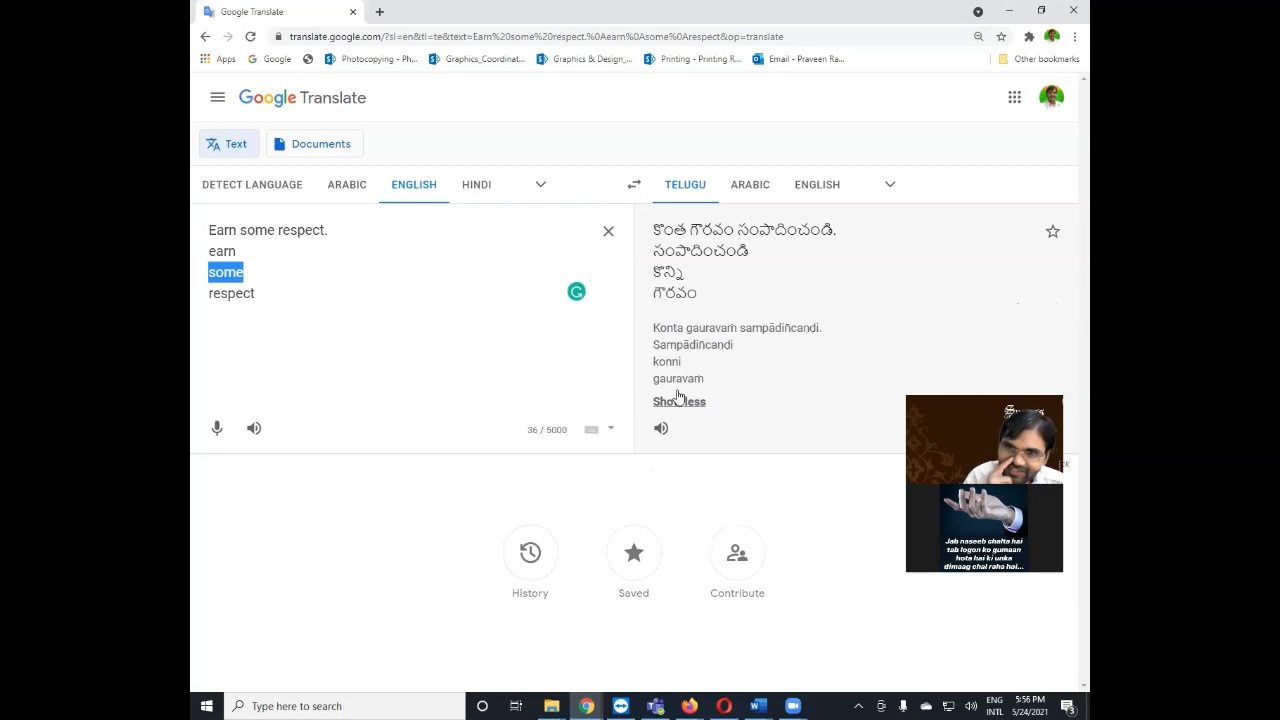 Google Translate
translate.google.com/?sl=en&tl=te&text=Earn%20some%20respect.%0Aearn%0Asome%0Arespect&op=translate
Apps
Google
Photocopying - Ph...
Graphics_Coordinat...
Graphics & Design_...
Printing - Printing R...
Email - Praveen Ra...
Other bookmarks
Google Translate
Text
Documents
DETECT LANGUAGE
ARABIC
ENGLISH
HINDI
TELUGU
ARABIC
ENGLISH
Earn some respect.
earn
some
respect
36 / 5000
కొంత గౌరవం సంపాదించండి.
సంపాదించండి
కొన్ని
గౌరవం
Konta gauravaṁ sampādin̄caṇḍi.
Sampādin̄caṇḍi
konni
gauravaṁ
Show less
Jab naseeb chalta hai
tab logon ko gumaan
hota hai ki unka
dimaag chal raha hai...
History
Saved
Contribute
Type here to search
ENG
INTL
5:56 PM
5/24/2021
3